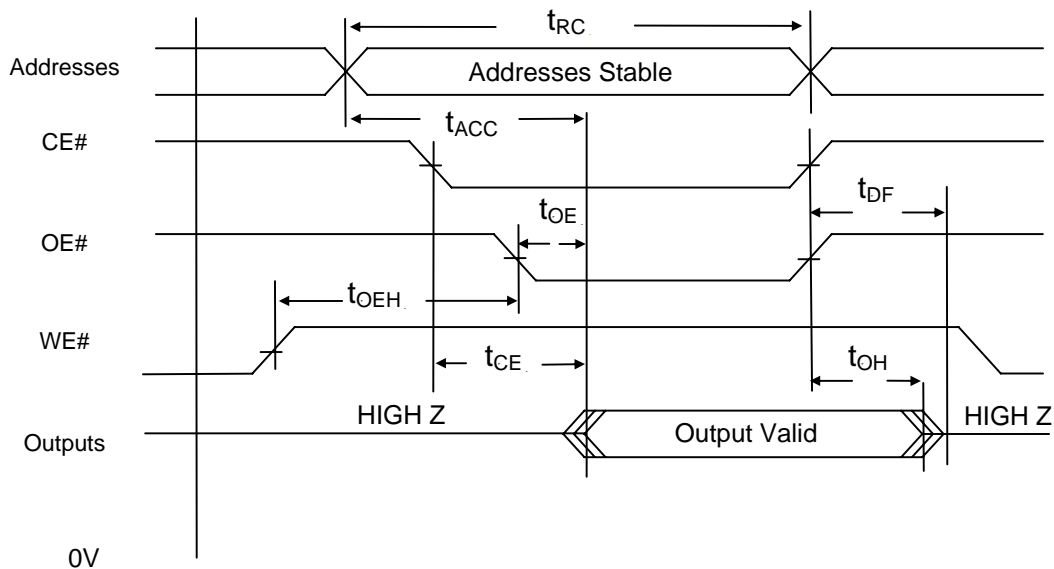 tRC
Addresses
Addresses Stable
tACC
CE#
tDF
tOE
OE#
tOEH
WE#
tCE
tOH
HIGH Z
HIGH Z
Output Valid
Outputs
0V